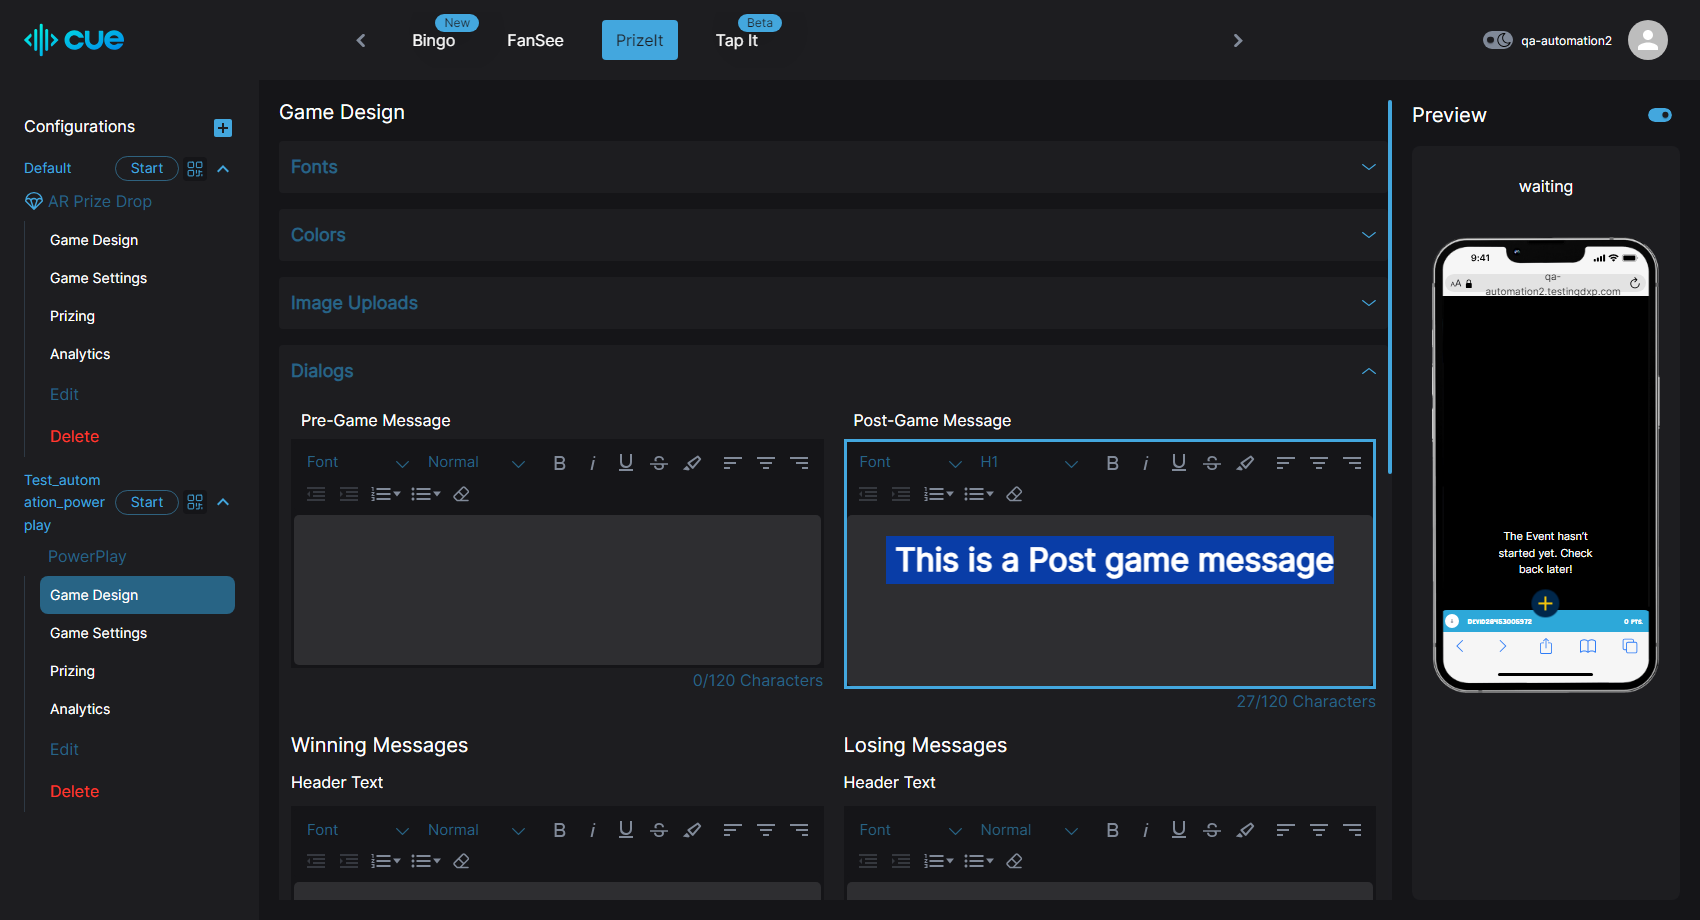 cue
New
Bingo
FanSee
PrizeIt
Beta
Tap It
qa-automation2
Configurations
Default
Start
AR Prize Drop
Game Design
Game Settings
Prizing
Analytics
Edit
Delete
Test_autom
ation_power
play
Start
PowerPlay
Game Design
Game Settings
Prizing
Analytics
Edit
Delete
Game Design
Fonts
Colors
Image Uploads
Dialogs
Pre-Game Message
Font
Normal
B i U S
0/120 Characters
Post-Game Message
Font
H1
B i U S
This is a Post game message
27/120 Characters
Winning Messages
Header Text
Font
Normal
B i U S
Losing Messages
Header Text
Font
Normal
B i U S
Preview
waiting
9:41
AA
qa-
automation2.testingdxp.com
The Event hasn't
started yet. Check
back later!
0 PTS.